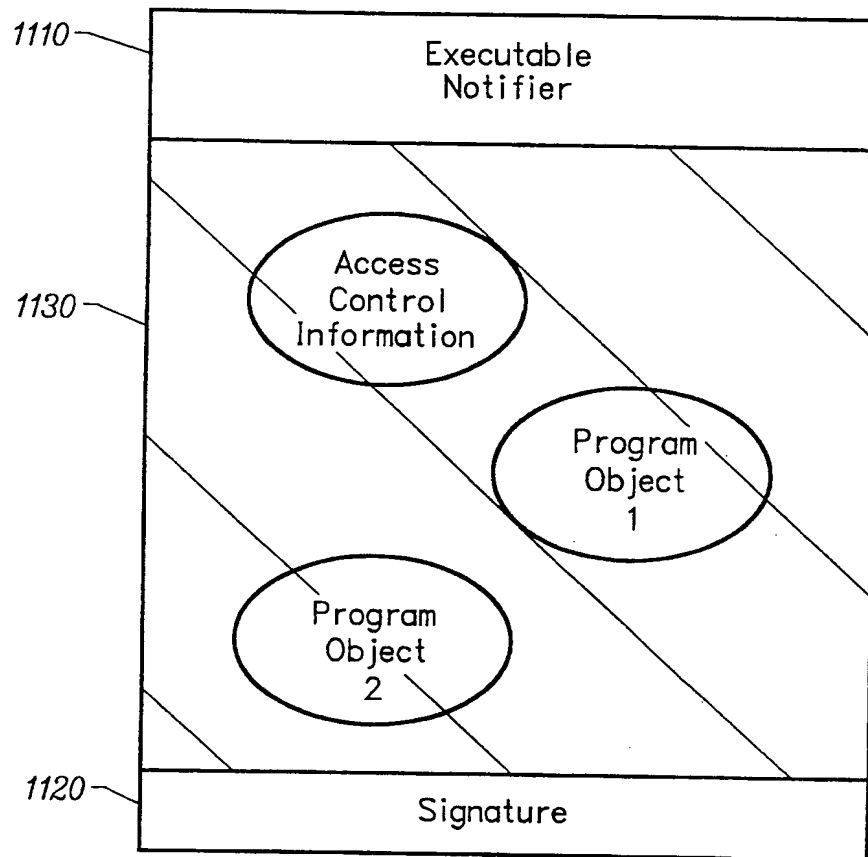 1110
Executable
Notifier
1130
Access
Control
Information
Program
Object
1
Program
Object
2
1120
Signature